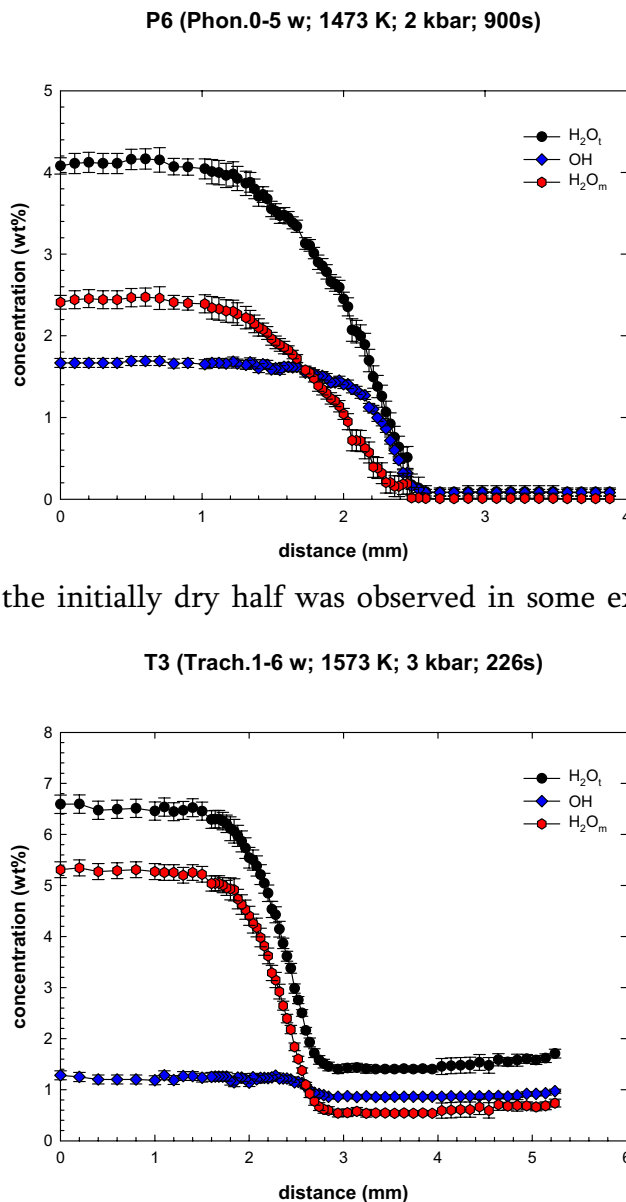 P6 (Phon.0-5 w; 1473 K; 2 kbar; 900s)
5
4
3
2
1
0
concentration (wt%)
H₂Oₜ
OH
H₂Oₘ
0 1 2 3 4
distance (mm)
the initially dry half was observed in some ex
T3 (Trach.1-6 w; 1573 K; 3 kbar; 226s)
8
7
6
5
4
3
2
1
0
concentration (wt%)
H₂Oₜ
OH
H₂Oₘ
0 1 2 3 4 5 6
distance (mm)